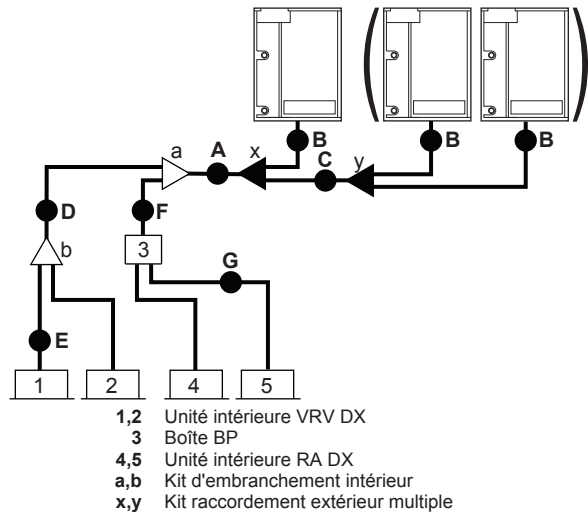 B
B
B
x
y
a
A
C
D
F
b
3
G
E
1
2
4
5
1,2 Unité intérieure VRV DX
3 Boîte BP
4,5 Unité intérieure RA DX
a,b Kit d'embranchement intérieur
x,y Kit raccordement extérieur multiple